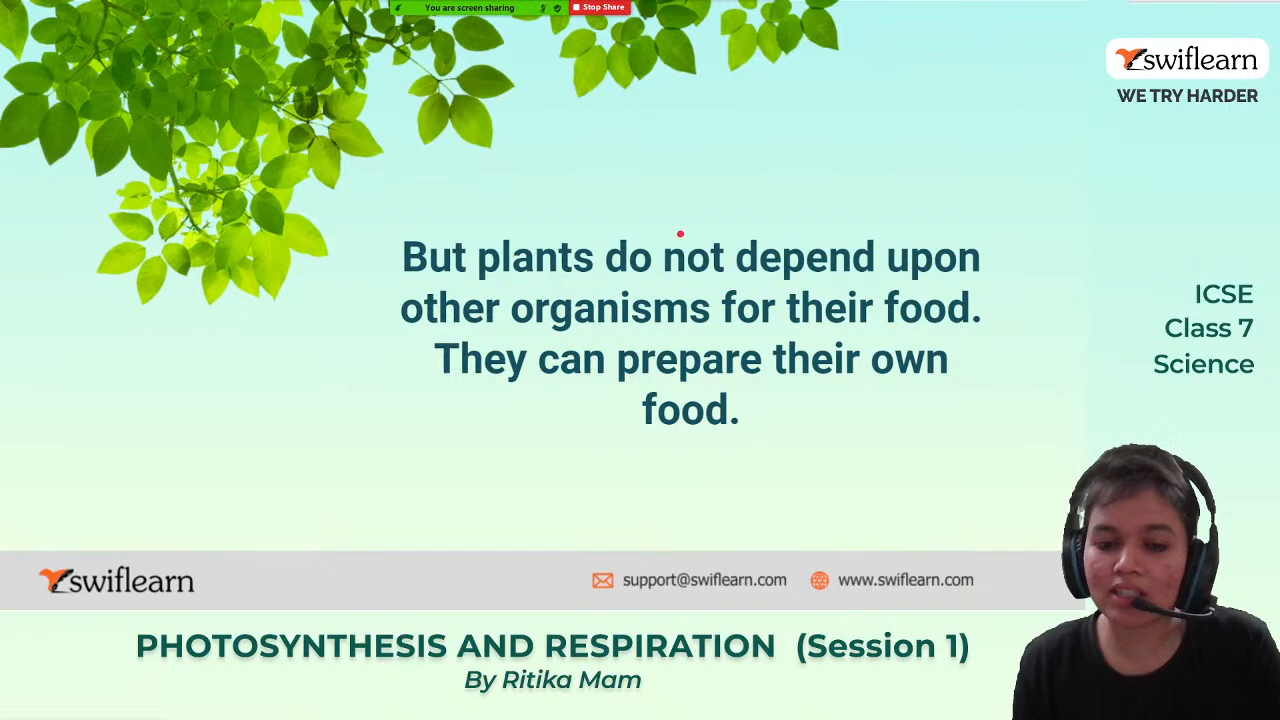 You are screen sharing
Stop Share
swiflearn
WE TRY HARDER
But plants do not depend upon
other organisms for their food.
They can prepare their own
food.
ICSE
Class 7
Science
swiflearn
support@swiflearn.com
www.swiflearn.com
PHOTOSYNTHESIS AND RESPIRATION (Session 1)
By Ritika Mam